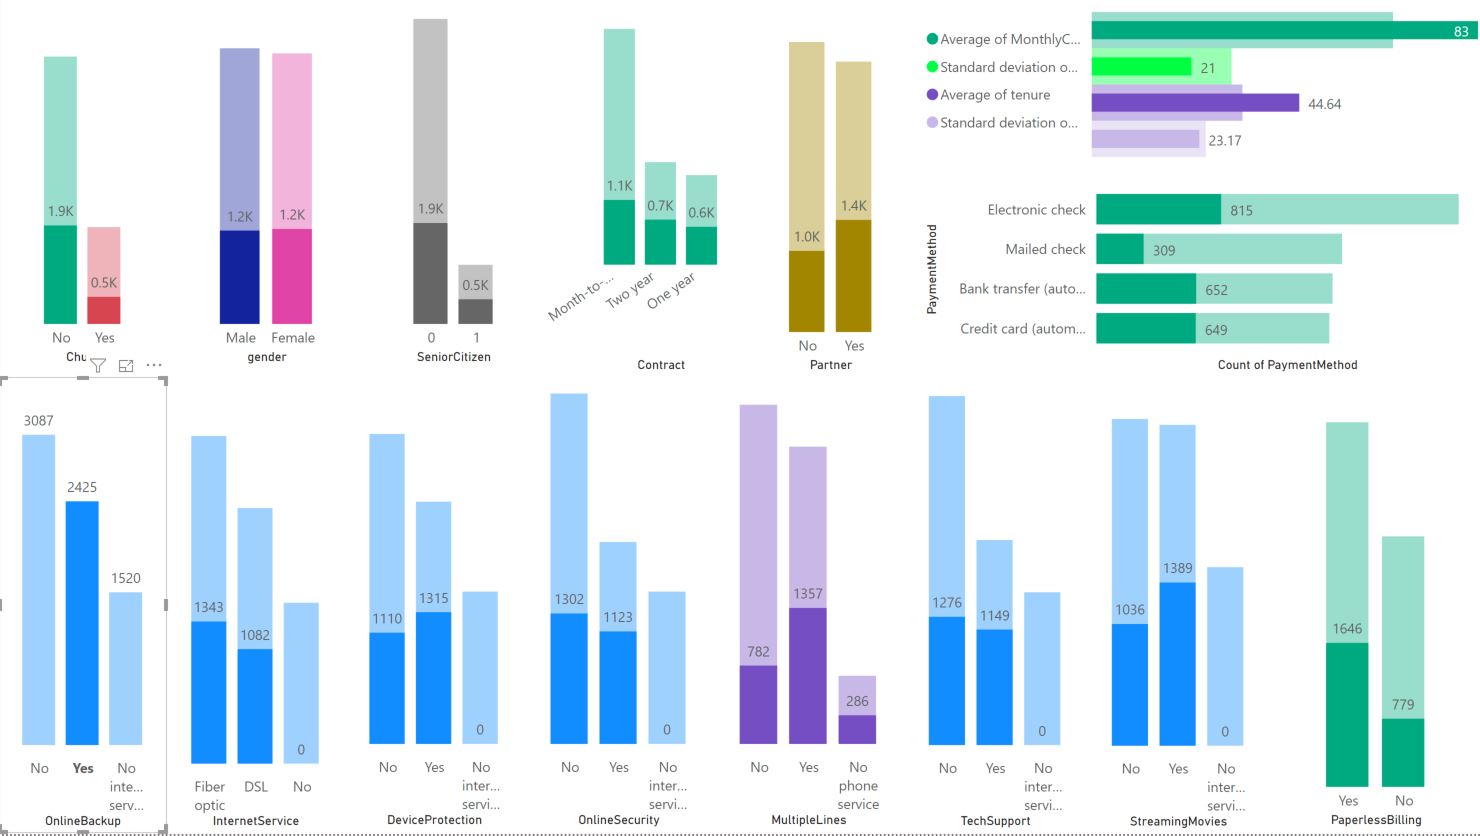 1.9K
0.5K
No
Yes
Chu
1.2K
1.2K
Male
Female
gender
1.9K
0.5K
0
1
SeniorCitizen
1.1K
0.7K
0.6K
Month-to-...
Two year
One year
Contract
1.0K
1.4K
No
Yes
Partner
Average of MonthlyC...
Standard deviation o...
Average of tenure
Standard deviation o...
83
21
44.64
23.17
PaymentMethod
Electronic check
815
Mailed check
309
Bank transfer (auto...
652
Credit card (autom...
649
Count of PaymentMethod
3087
2425
1520
No
Yes
No
inte...
serv...
OnlineBackup
1343
1082
0
Fiber
optic
DSL
No
InternetService
1110
1315
0
No
Yes
No
inter...
servi...
DeviceProtection
1302
1123
0
No
Yes
No
inter...
servi...
OnlineSecurity
782
1357
286
No
Yes
No
phone
service
MultipleLines
1276
1149
0
No
Yes
No
inter...
servi...
TechSupport
1036
1389
0
No
Yes
No
inter...
servi...
StreamingMovies
1646
779
Yes
No
PaperlessBilling